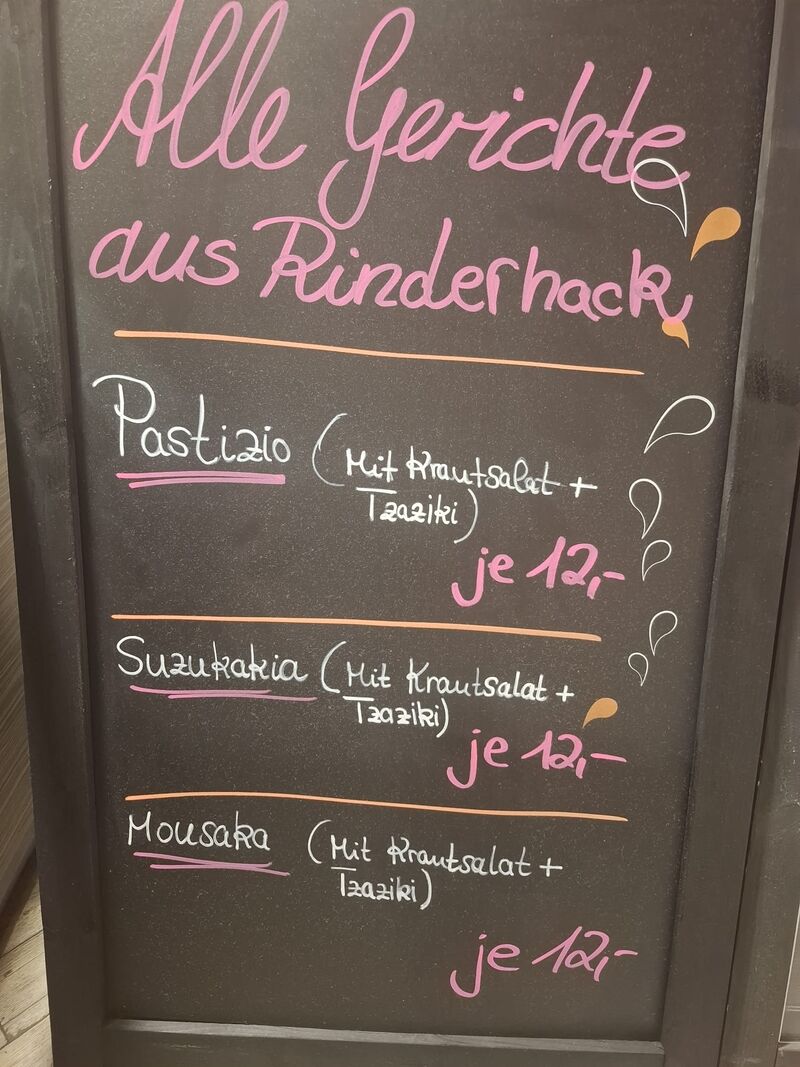 Alle Gerichte
aus Rinderhack
Pastizio (Mit Krautsalat +
Tzaziki)
je 12,-
Suzukakia (Mit Krautsalat +
Tzaziki)
je 12,-
Mousaka (Mit Krautsalat +
Tzaziki)
je 12,-